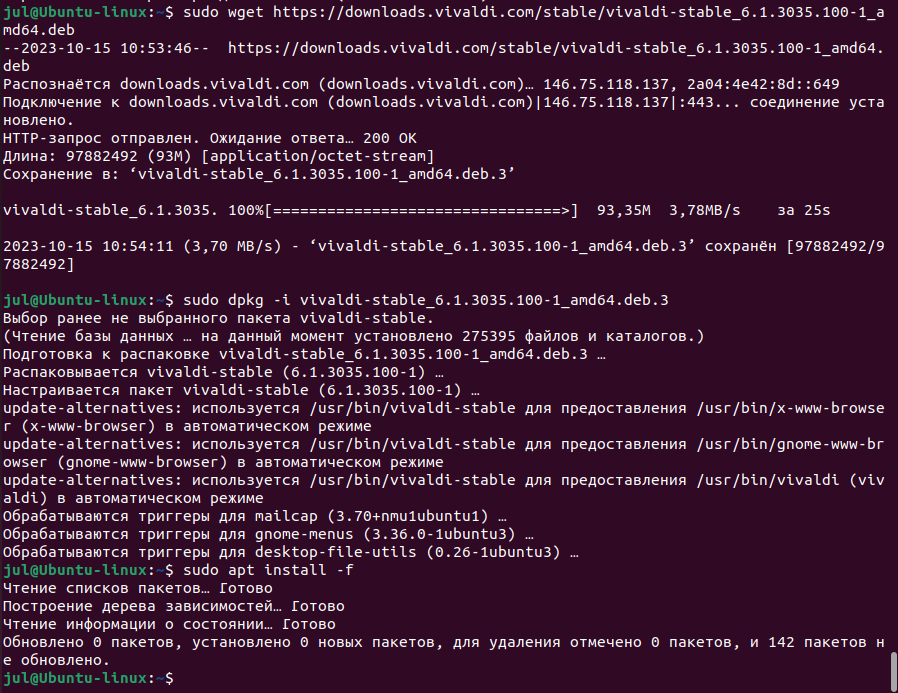 jul@Ubuntu-linux:~$ sudo wget https://downloads.vivaldi.com/stable/vivaldi-stable_6.1.3035.100-1_a
md64.deb
--2023-10-15 10:53:46--  https://downloads.vivaldi.com/stable/vivaldi-stable_6.1.3035.100-1_amd64.
deb
Распознаётся downloads.vivaldi.com (downloads.vivaldi.com)… 146.75.118.137, 2a04:4e42:8d::649
Подключение к downloads.vivaldi.com (downloads.vivaldi.com)|146.75.118.137|:443... соединение уста
новлено.
HTTP-запрос отправлен. Ожидание ответа… 200 OK
Длина: 97882492 (93M) [application/octet-stream]
Сохранение в: ‘vivaldi-stable_6.1.3035.100-1_amd64.deb.3’
vivaldi-stable_6.1.3035. 100%[================================>]  93,35M  3,78MB/s    за 25s
2023-10-15 10:54:11 (3,70 MB/s) - ‘vivaldi-stable_6.1.3035.100-1_amd64.deb.3’ сохранён [97882492/9
7882492]
jul@Ubuntu-linux:~$ sudo dpkg -i vivaldi-stable_6.1.3035.100-1_amd64.deb.3
Выбор ранее не выбранного пакета vivaldi-stable.
(Чтение базы данных … на данный момент установлено 275395 файлов и каталогов.)
Подготовка к распаковке vivaldi-stable_6.1.3035.100-1_amd64.deb.3 …
Распаковывается vivaldi-stable (6.1.3035.100-1) …
Настраивается пакет vivaldi-stable (6.1.3035.100-1) …
update-alternatives: используется /usr/bin/vivaldi-stable для предоставления /usr/bin/x-www-browse
r (x-www-browser) в автоматическом режиме
update-alternatives: используется /usr/bin/vivaldi-stable для предоставления /usr/bin/gnome-www-br
owser (gnome-www-browser) в автоматическом режиме
update-alternatives: используется /usr/bin/vivaldi-stable для предоставления /usr/bin/vivaldi (viv
aldi) в автоматическом режиме
Обрабатываются триггеры для mailcap (3.70+nmu1ubuntu1) …
Обрабатываются триггеры для gnome-menus (3.36.0-1ubuntu3) …
Обрабатываются триггеры для desktop-file-utils (0.26-1ubuntu3) …
jul@Ubuntu-linux:~$ sudo apt install -f
Чтение списков пакетов… Готово
Построение дерева зависимостей… Готово
Чтение информации о состоянии… Готово
Обновлено 0 пакетов, установлено 0 новых пакетов, для удаления отмечено 0 пакетов, и 142 пакетов н
е обновлено.
jul@Ubuntu-linux:~$